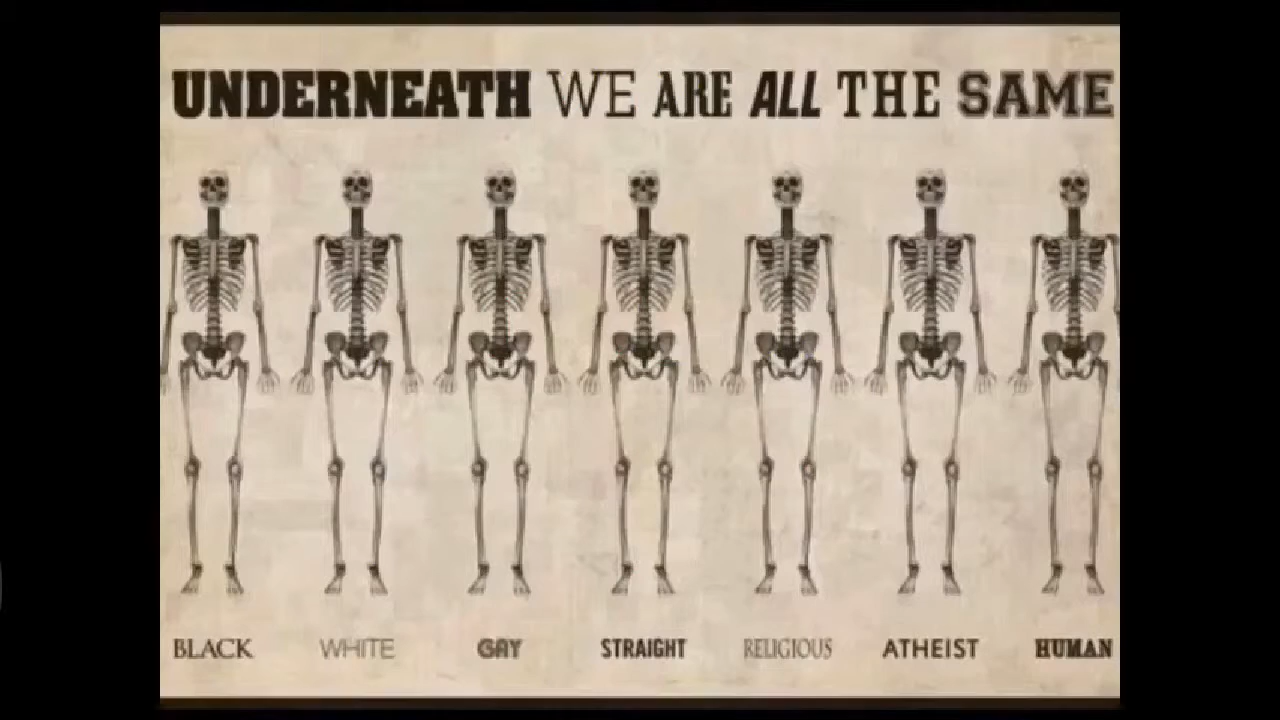 UNDERNEATH WE ARE ALL THE SAME
BLACK WHITE GAY STRAIGHT RELIGIOUS ATHEIST HUMAN